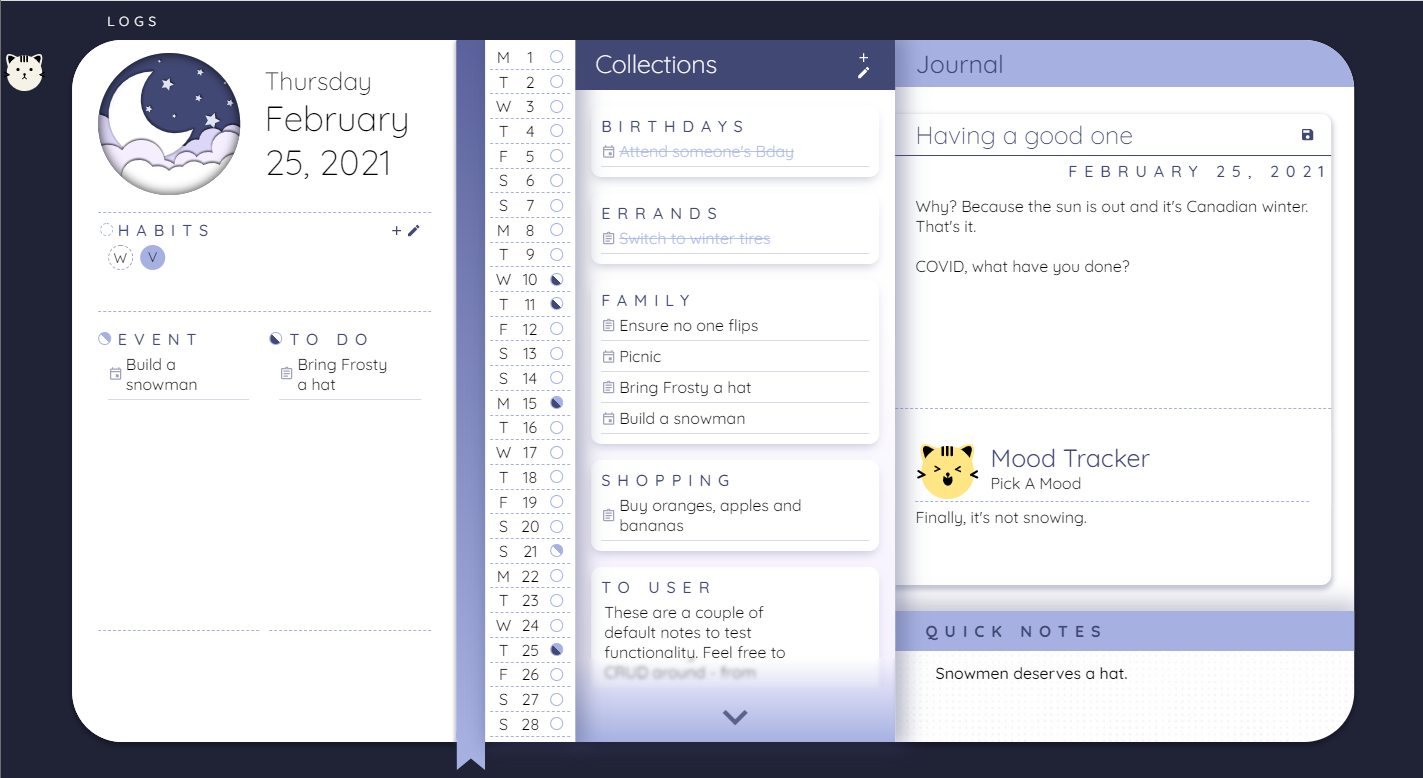 LOGS
Thursday
February
25, 2021
HABITS
W V
EVENT
Build a
snowman
TO DO
Bring Frosty
a hat
M 1
T 2
W 3
T 4
F 5
S 6
S 7
M 8
T 9
W 10
T 11
F 12
S 13
S 14
M 15
T 16
W 17
T 18
F 19
S 20
S 21
M 22
T 23
W 24
T 25
F 26
S 27
S 28
Collections
BIRTHDAYS
Attend someone's Bday
ERRANDS
Switch to winter tires
FAMILY
Ensure no one flips
Picnic
Bring Frosty a hat
Build a snowman
SHOPPING
Buy oranges, apples and
bananas
TO USER
These are a couple of
default notes to test
functionality. Feel free to
CRUD around - from
Journal
Having a good one
FEBRUARY 25, 2021
Why? Because the sun is out and it's Canadian winter.
That's it.
COVID, what have you done?
Mood Tracker
Pick A Mood
Finally, it's not snowing.
QUICK NOTES
Snowmen deserves a hat.